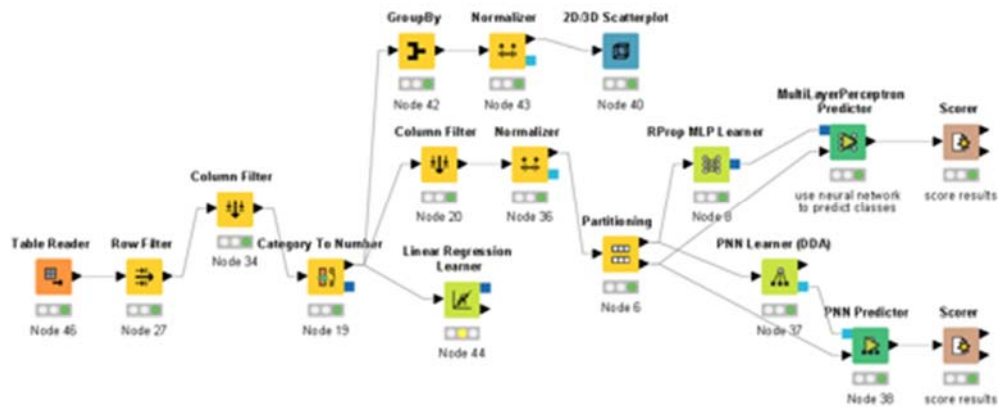 GroupBy
Normalizer
2D/3D Scatterplot
Node 42
Node 43
Node 40
MultiLayerPerceptron
Predictor
Scorer
Column Filter
Normalizer
RProp MLP Learner
use neural network
to predict classes
score results
Node 20
Node 36
Node 8
Column Filter
Partitioning
Node 34
Table Reader
Row Filter
Category To Number
Linear Regression
Learner
PNN Learner (DDA)
Node 6
Node 46
Node 27
Node 19
Node 44
Node 37
PNN Predictor
Scorer
Node 38
score results